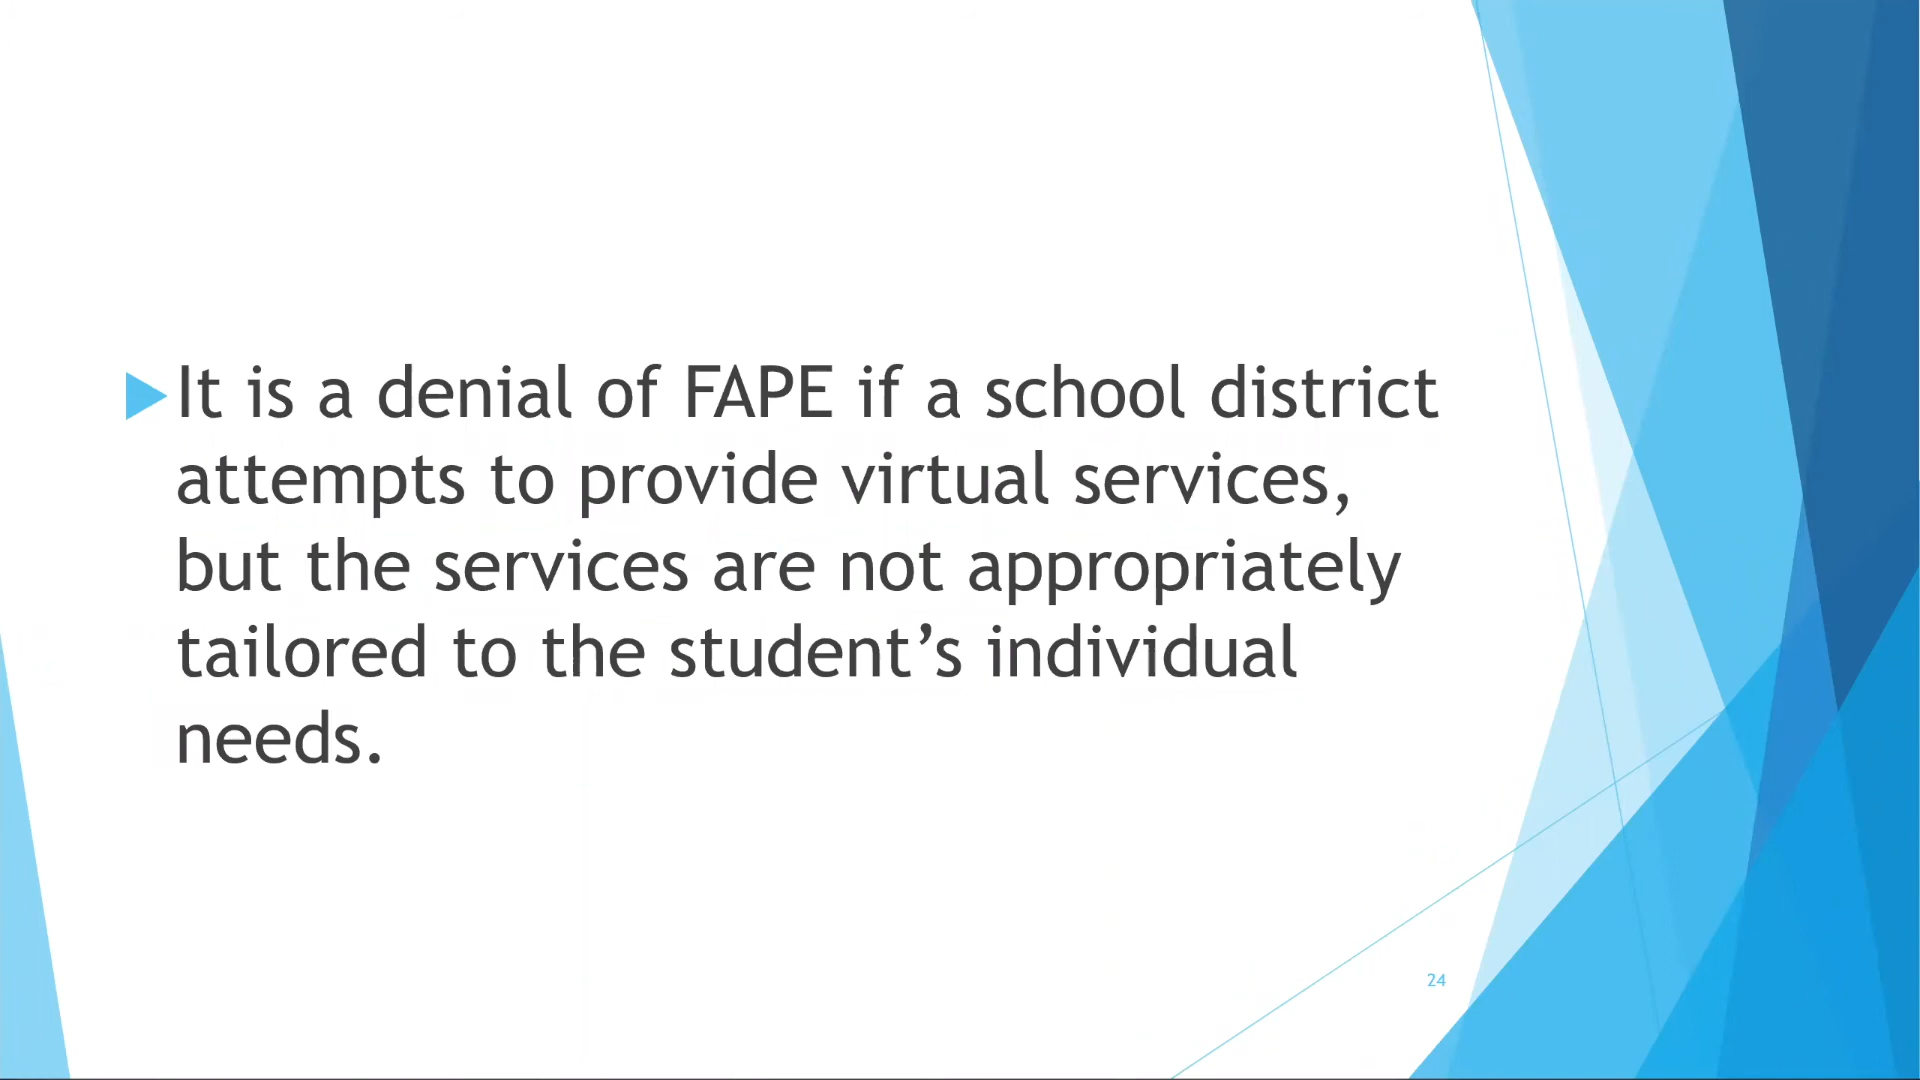 It is a denial of FAPE if a school district
attempts to provide virtual services,
but the services are not appropriately
tailored to the student’s individual
needs.
24